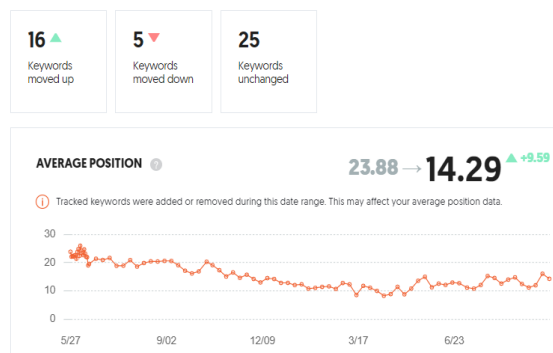 16
Keywords
moved up
5
Keywords
moved down
25
Keywords
unchanged
AVERAGE POSITION ?
23.88 → 14.29 +9.59
Tracked keywords were added or removed during this date range. This may affect your average position data.
30
20
10
0
5/27 9/02 12/09 3/17 6/23